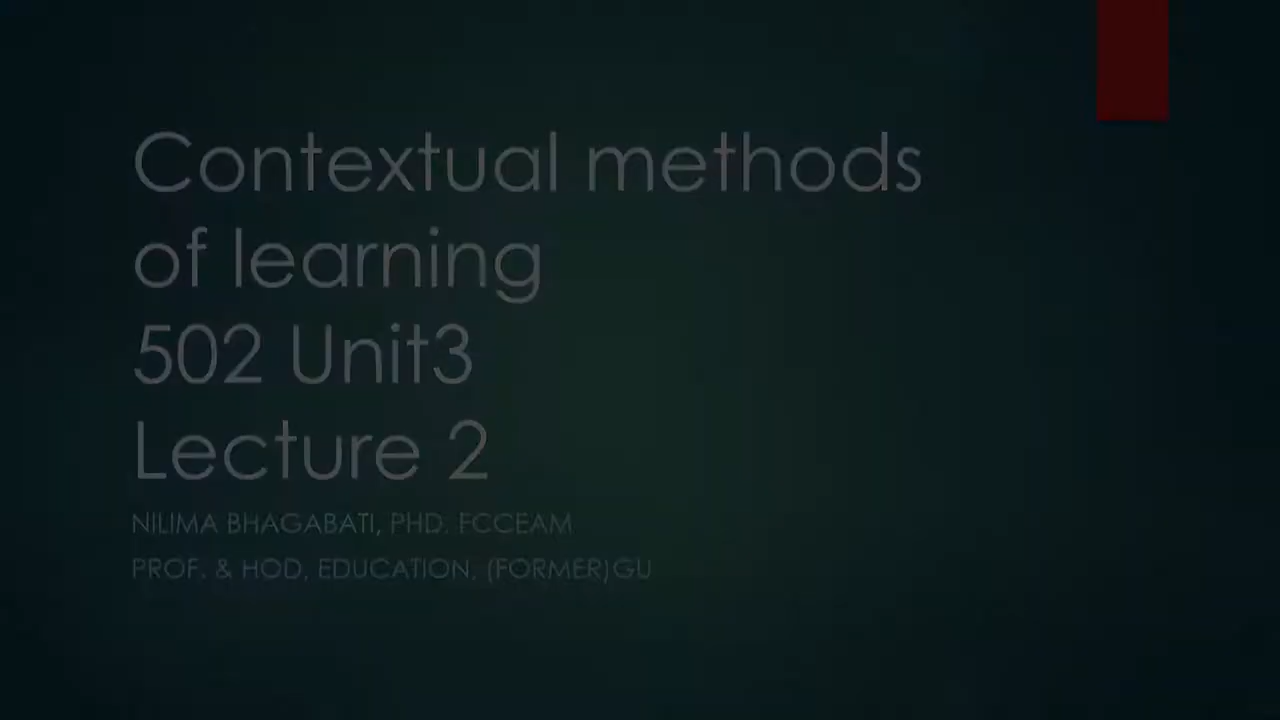 Contextual methods
of learning
502 Unit3
Lecture 2
NILIMA BHAGABATI, PHD. FCCEAM
PROF. & HOD, EDUCATION, (FORMER)GU